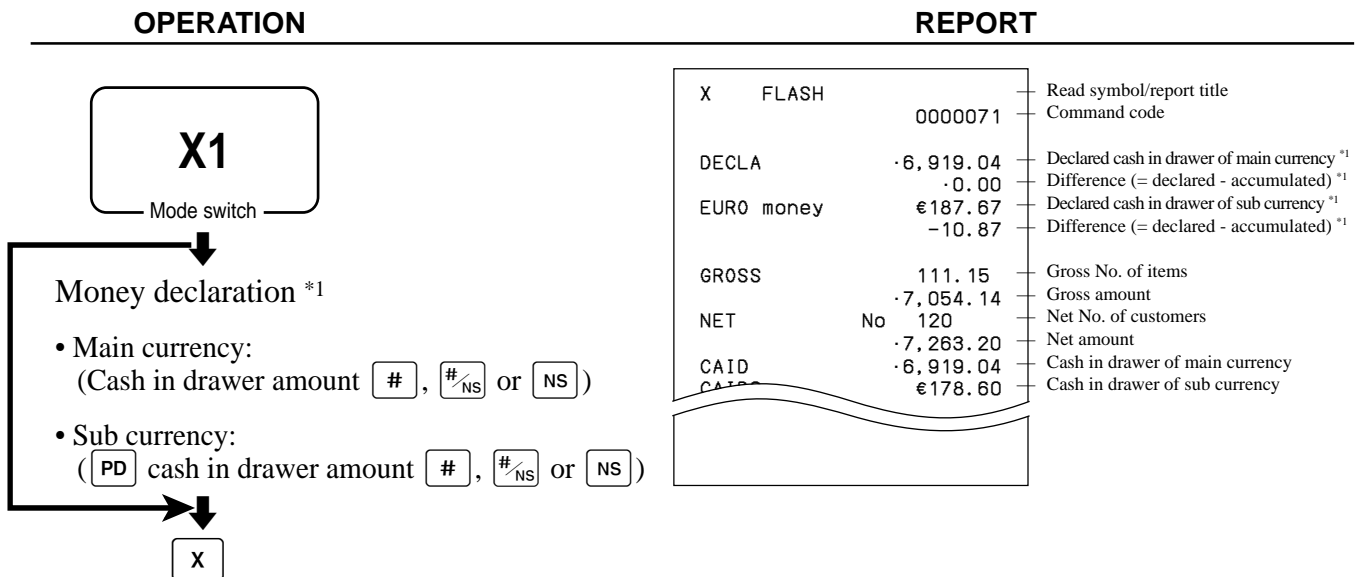 OPERATION
X1
Mode switch
Money declaration *1
• Main currency:
(Cash in drawer amount #, #/NS or NS)
• Sub currency:
(PD cash in drawer amount #, #/NS or NS)
X
REPORT
X FLASH Read symbol/report title
0000071 Command code
DECLA ·6,919.04 Declared cash in drawer of main currency *1
·0.00 Difference (= declared - accumulated) *1
EURO money €187.67 Declared cash in drawer of sub currency *1
-10.87 Difference (= declared - accumulated) *1
GROSS 111.15 Gross No. of items
·7,054.14 Gross amount
NET No 120 Net No. of customers
·7,263.20 Net amount
CAID ·6,919.04 Cash in drawer of main currency
€178.60 Cash in drawer of sub currency